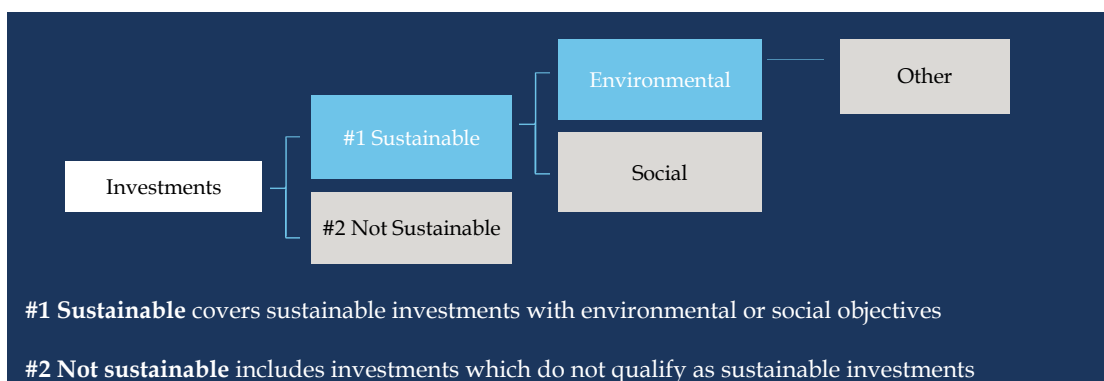 Environmental
Other
#1 Sustainable
Social
Investments
#2 Not Sustainable
#1 Sustainable covers sustainable investments with environmental or social objectives
#2 Not sustainable includes investments which do not qualify as sustainable investments